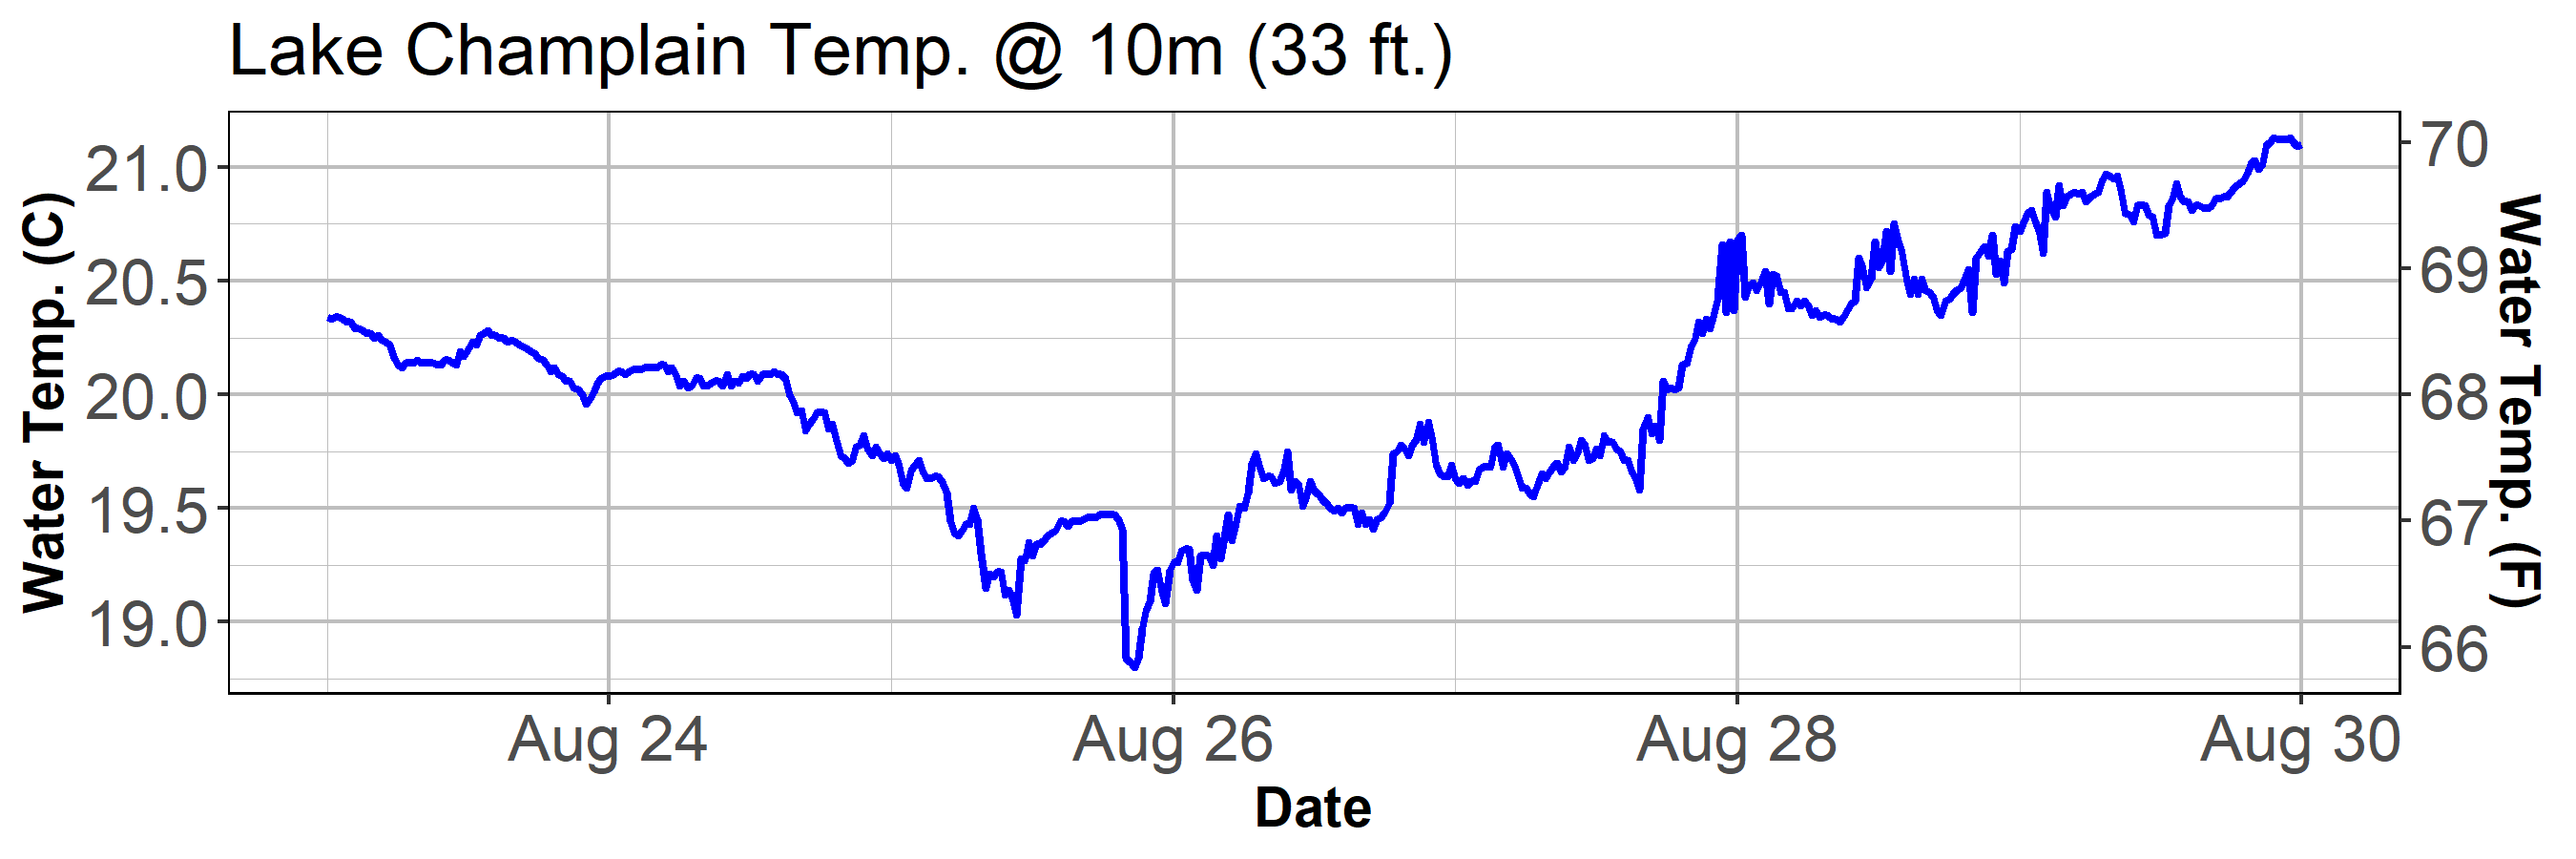 Lake Champlain Temp. @ 10m (33 ft.)
Water Temp. (C)
21.0
20.5
20.0
19.5
19.0
70
69
68
67
66
Water Temp. (F)
Aug 24 Aug 26 Aug 28 Aug 30
Date